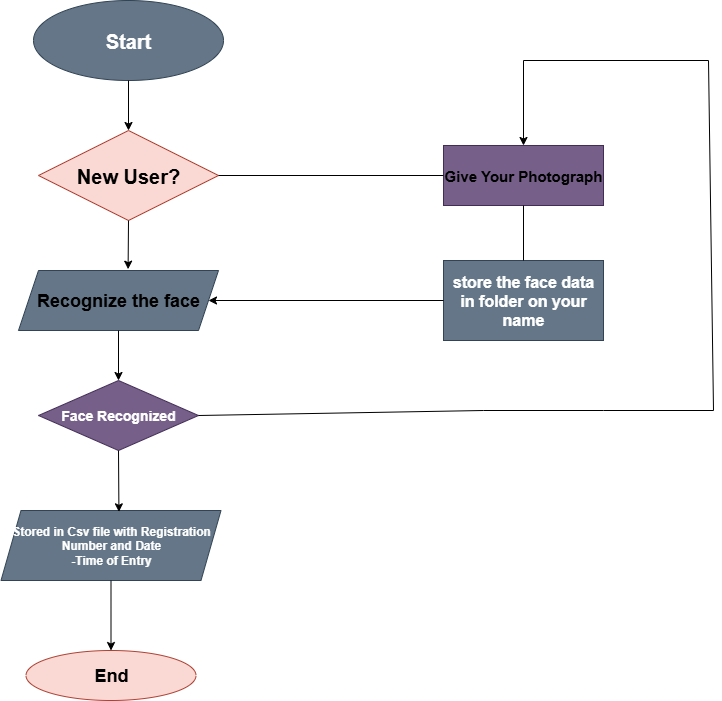 Start
New User?
Give Your Photograph
Recognize the face
store the face data
in folder on your
name
Face Recognized
Stored in Csv file with Registration
Number and Date
-Time of Entry
End